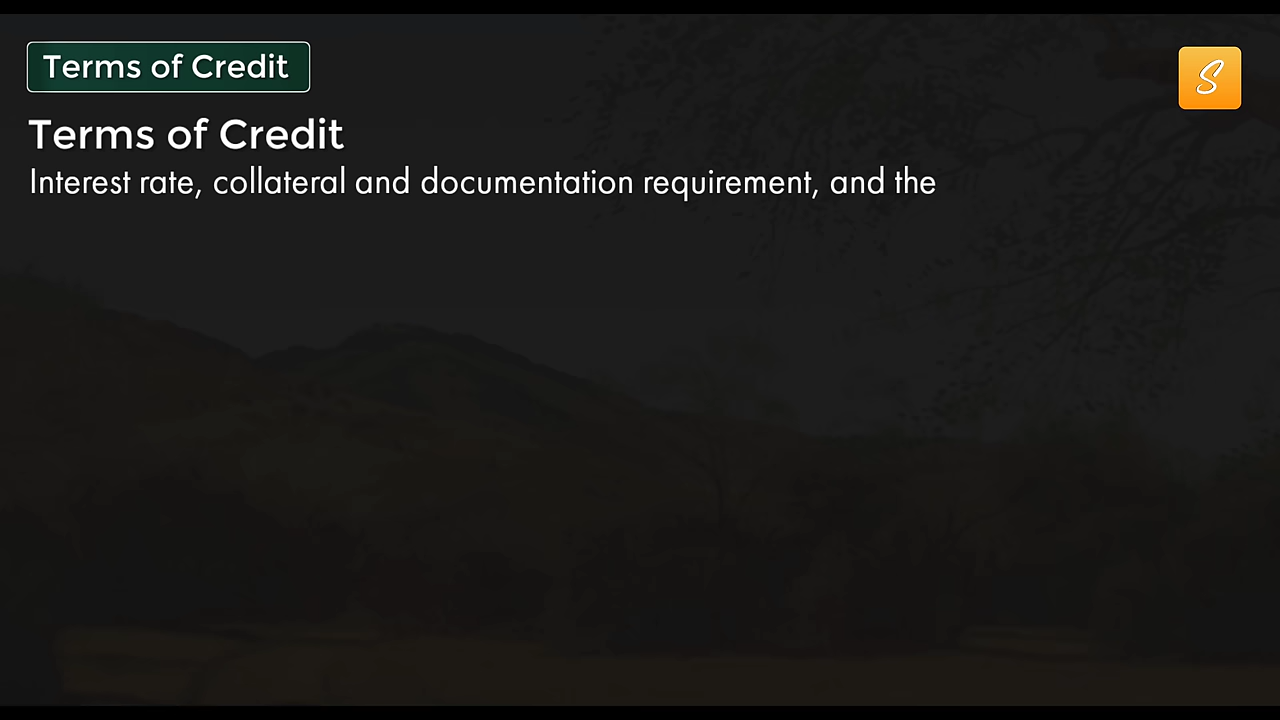 Terms of Credit
S
Terms of Credit
Interest rate, collateral and documentation requirement, and the